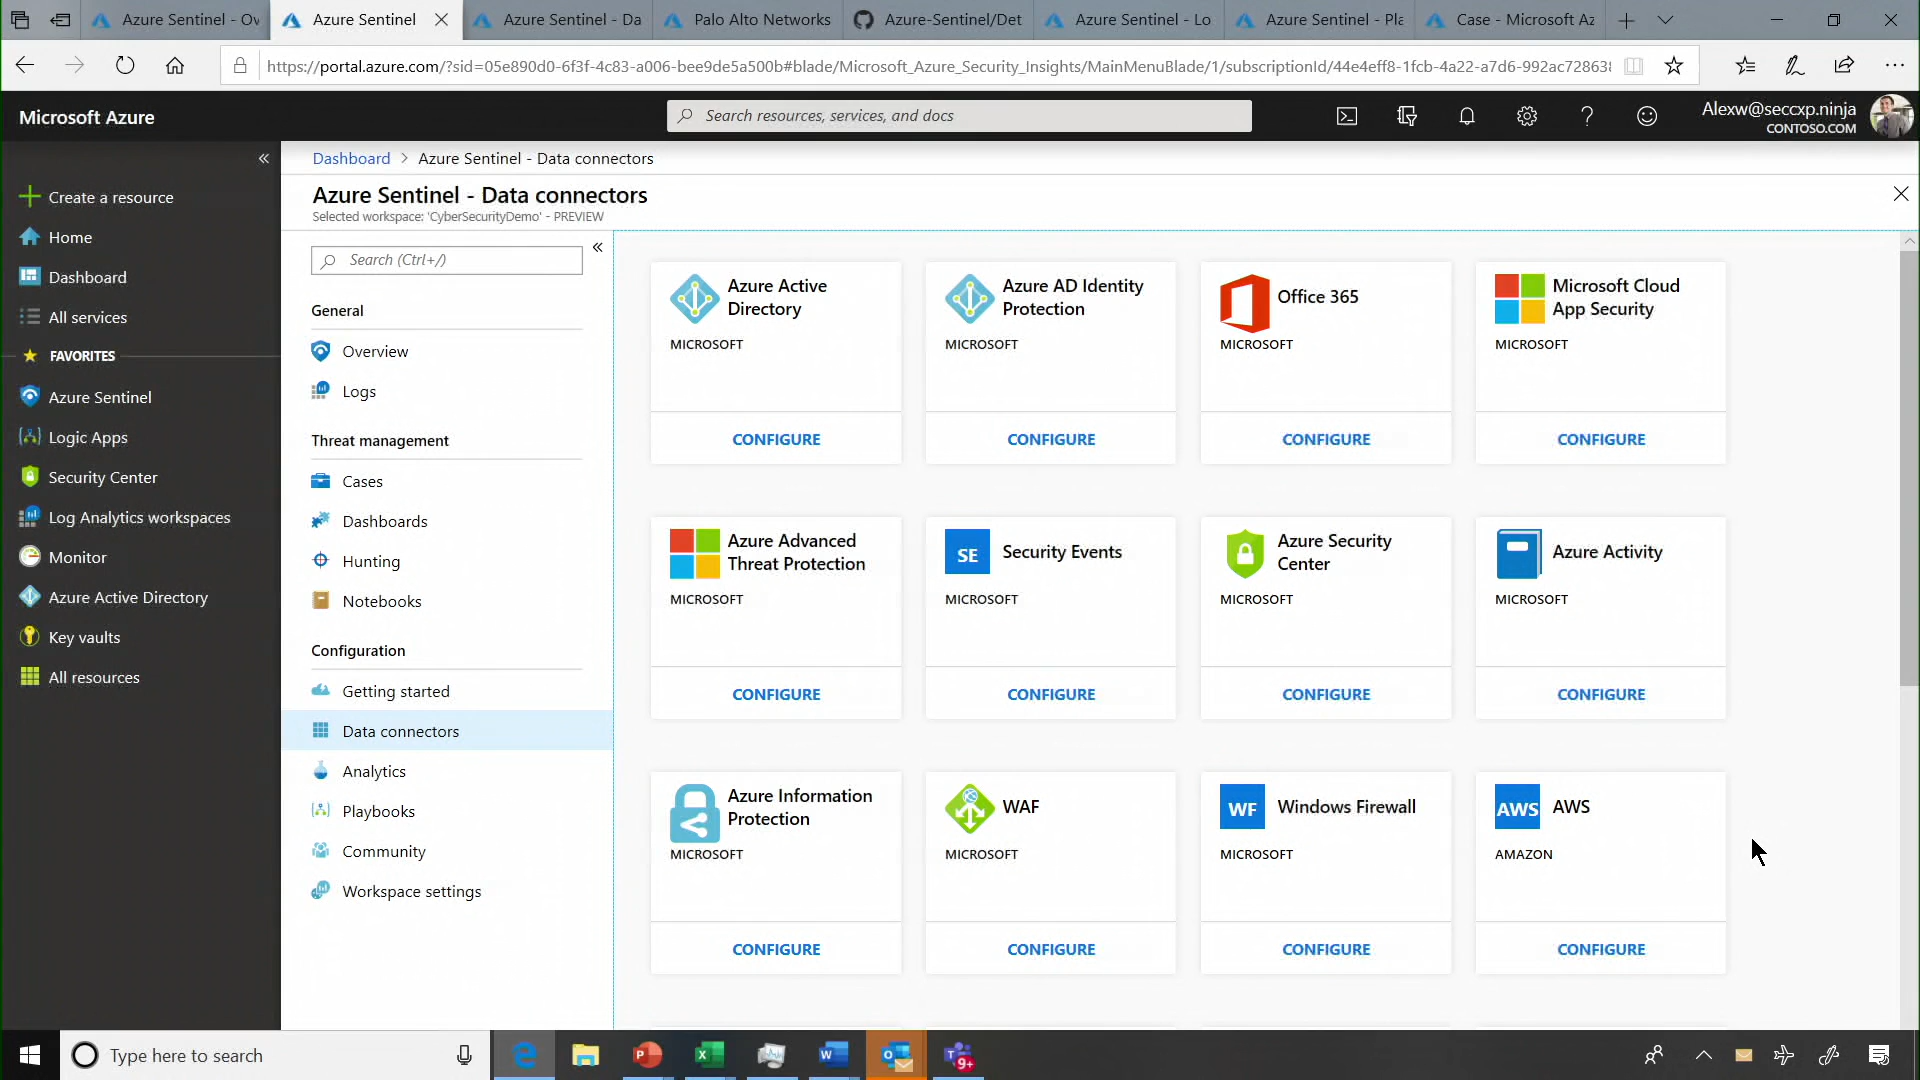 Azure Sentinel - Ov
Azure Sentinel
Azure Sentinel - Da
Palo Alto Networks
Azure-Sentinel/Det
Azure Sentinel - Lo
Azure Sentinel - Pla
Case - Microsoft Az
https://portal.azure.com/?sid=05e890d0-6f3f-4c83-a006-bee9de5a500b#blade/Microsoft_Azure_Security_Insights/MainMenuBlade/1/subscriptionId/44e4eff8-1fcb-4a22-a7d6-992ac728638
Microsoft Azure
Search resources, services, and docs
Alexw@seccxp.ninja
CONTOSO.COM
Dashboard > Azure Sentinel - Data connectors
Azure Sentinel - Data connectors
Selected workspace: 'CyberSecurityDemo' - PREVIEW
Create a resource
Home
Dashboard
All services
FAVORITES
Azure Sentinel
Logic Apps
Security Center
Log Analytics workspaces
Monitor
Azure Active Directory
Key vaults
All resources
Search (Ctrl+/)
General
Overview
Logs
Threat management
Cases
Dashboards
Hunting
Notebooks
Configuration
Getting started
Data connectors
Analytics
Playbooks
Community
Workspace settings
Azure Active
Directory
MICROSOFT
CONFIGURE
Azure AD Identity
Protection
MICROSOFT
CONFIGURE
Office 365
MICROSOFT
CONFIGURE
Microsoft Cloud
App Security
MICROSOFT
CONFIGURE
Azure Advanced
Threat Protection
MICROSOFT
CONFIGURE
SE
Security Events
MICROSOFT
CONFIGURE
Azure Security
Center
MICROSOFT
CONFIGURE
Azure Activity
MICROSOFT
CONFIGURE
Azure Information
Protection
MICROSOFT
CONFIGURE
WAF
MICROSOFT
CONFIGURE
WF
Windows Firewall
MICROSOFT
CONFIGURE
AWS
AWS
AMAZON
CONFIGURE
Type here to search
9+